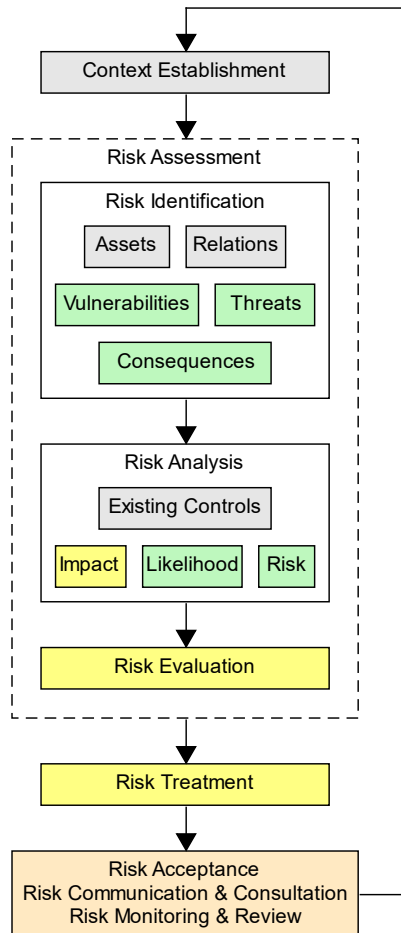 Context Establishment
Risk Assessment
Risk Identification
Assets
Relations
Vulnerabilities
Threats
Consequences
Risk Analysis
Existing Controls
Impact
Likelihood
Risk
Risk Evaluation
Risk Treatment
Risk Acceptance
Risk Communication & Consultation
Risk Monitoring & Review